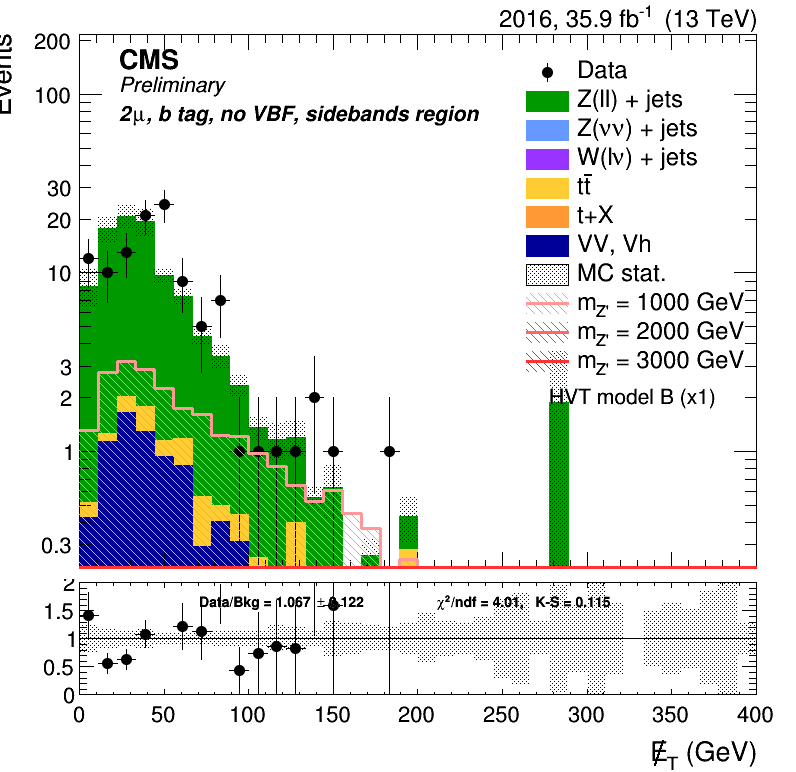 2016, 35.9 fb⁻¹ (13 TeV)
Events
CMS
Preliminary
2μ, b tag, no VBF, sidebands region
Data
Z(ll) + jets
Z(νν) + jets
W(lν) + jets
tt̄
t+X
VV, Vh
MC stat.
m_Z' = 1000 GeV
m_Z' = 2000 GeV
m_Z' = 3000 GeV
HVT model B (x1)
200
100
30
20
10
3
2
1
0.3
Data/Bkg = 1.067 ± 0.122
χ²/ndf = 4.01, K-S = 0.115
2
1.5
1
0.5
0
0 50 100 150 200 250 300 350 400
E̸_T (GeV)